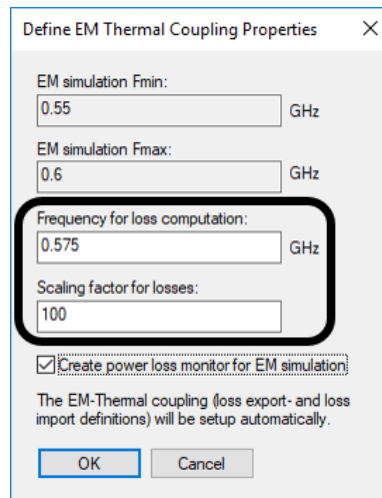 Define EM Thermal Coupling Properties
EM simulation Fmin:
0.55 GHz
EM simulation Fmax:
0.6 GHz
Frequency for loss computation:
0.575 GHz
Scaling factor for losses:
100
Create power loss monitor for EM simulation
The EM-Thermal coupling (loss export- and loss
import definitions) will be setup automatically.
OK Cancel